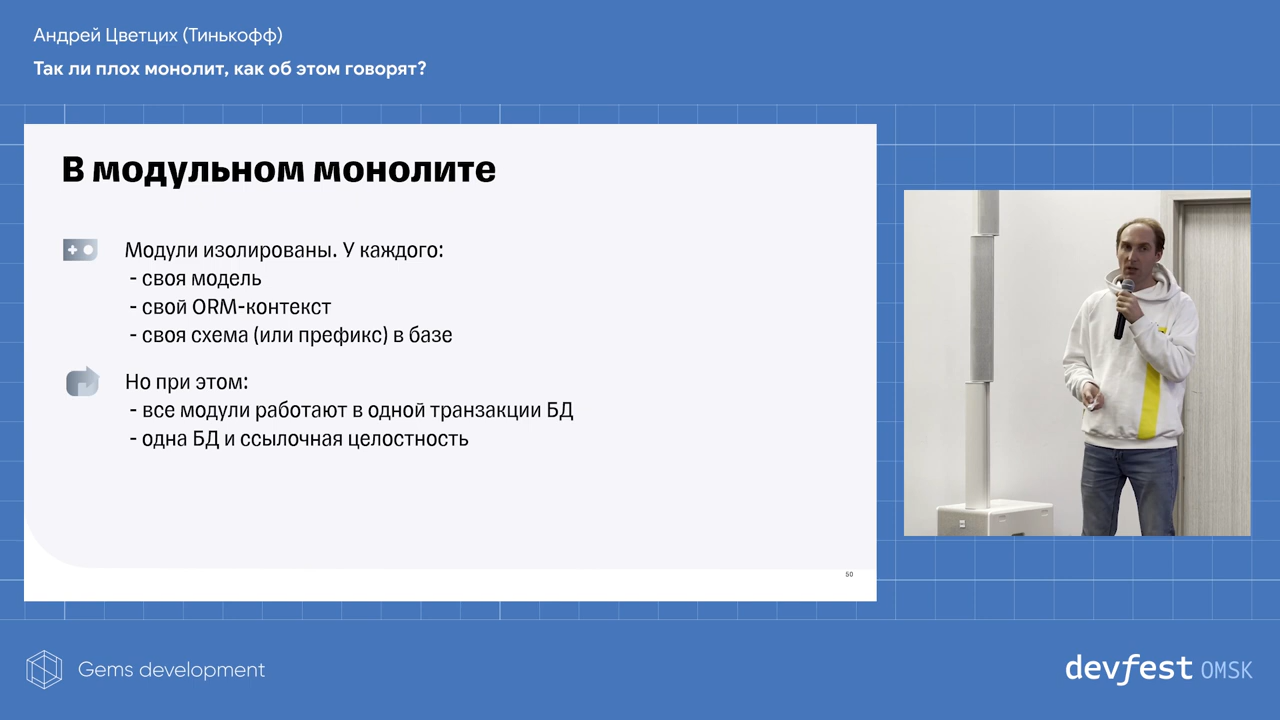 Андрей Цветцих (Тинькофф)
Так ли плох монолит, как об этом говорят?
В модульном монолите
Модули изолированы. У каждого:
- своя модель
- свой ORM-контекст
- своя схема (или префикс) в базе
Но при этом:
- все модули работают в одной транзакции БД
- одна БД и ссылочная целостность
50
Gems development
devfest OMSK